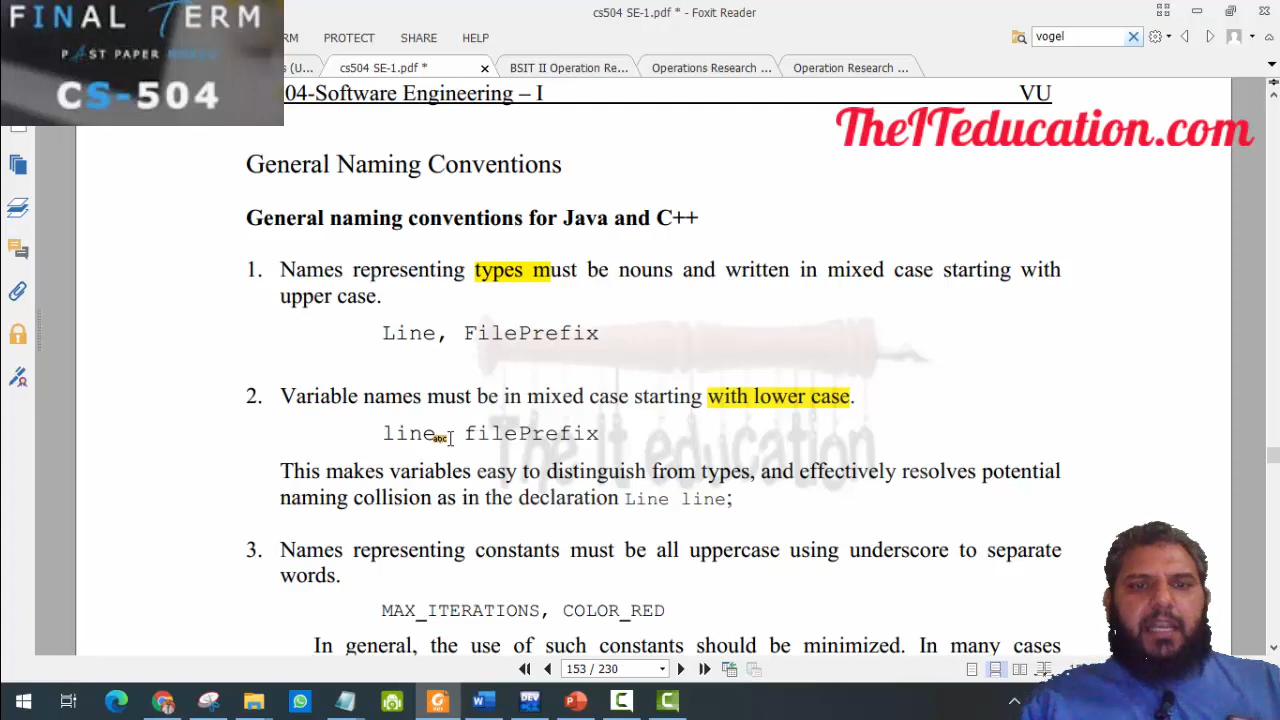 FINAL TERM
PAST PAPER
CS-504
RM PROTECT SHARE HELP
vogel
s (U...
cs504 SE-1.pdf *
BSIT II Operation Re...
Operations Research ...
Operation Research ...
cs504 SE-1.pdf * - Foxit Reader
04-Software Engineering – I VU
TheITeducation.com
General Naming Conventions
General naming conventions for Java and C++
1. Names representing types must be nouns and written in mixed case starting with
upper case.
Line, FilePrefix
2. Variable names must be in mixed case starting with lower case.
line filePrefix
The It education
This makes variables easy to distinguish from types, and effectively resolves potential
naming collision as in the declaration Line line;
3. Names representing constants must be all uppercase using underscore to separate
words.
MAX_ITERATIONS, COLOR_RED
In general, the use of such constants should be minimized. In many cases
153 / 230